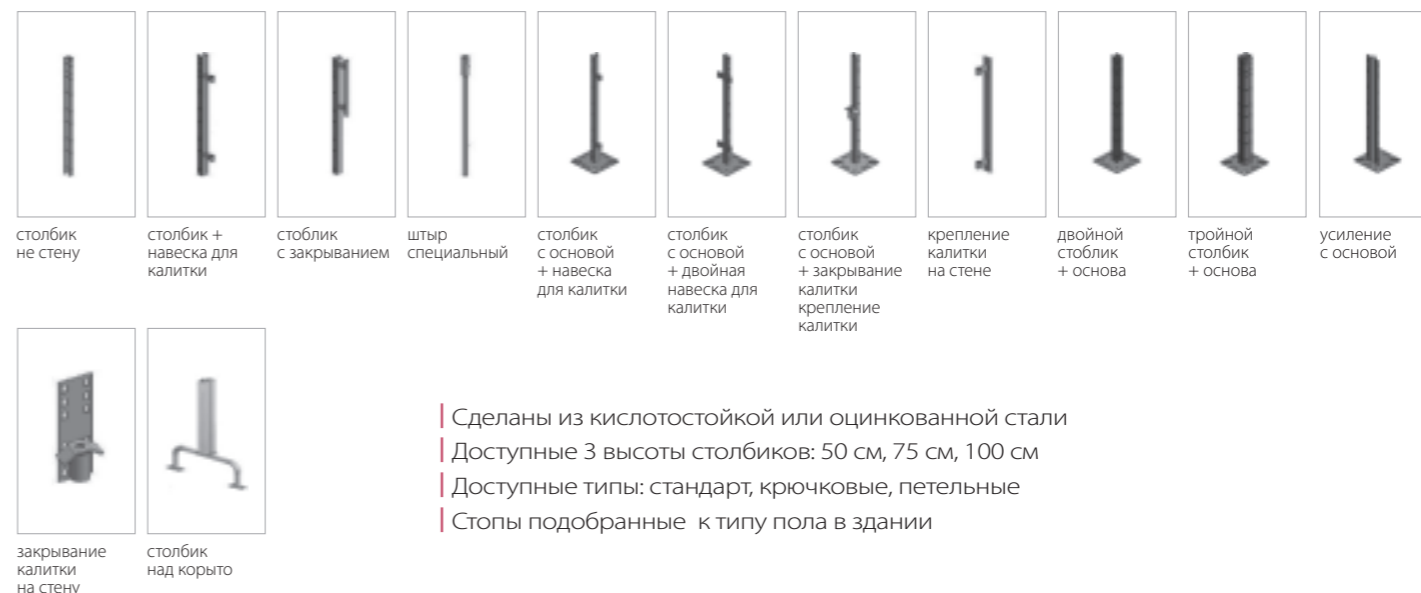 столбик
не стену
столбик +
навеска для
калитки
стоблик
с закрыванием
штыр
специальный
столбик
с основой
+ навеска
для калитки
столбик
с основой
+ двойная
навеска для
калитки
столбик
с основой
+ закрывание
калитки
крепление
калитки
крепление
калитки
на стене
двойной
стоблик
+ основа
тройной
столбик
+ основа
усиление
с основой
закрывание
калитки
на стену
столбик
над корыто
Сделаны из кислотостойкой или оцинкованной стали
Доступные 3 высоты столбиков: 50 см, 75 см, 100 см
Доступные типы: стандарт, крючковые, петельные
Стопы подобранные к типу пола в здании